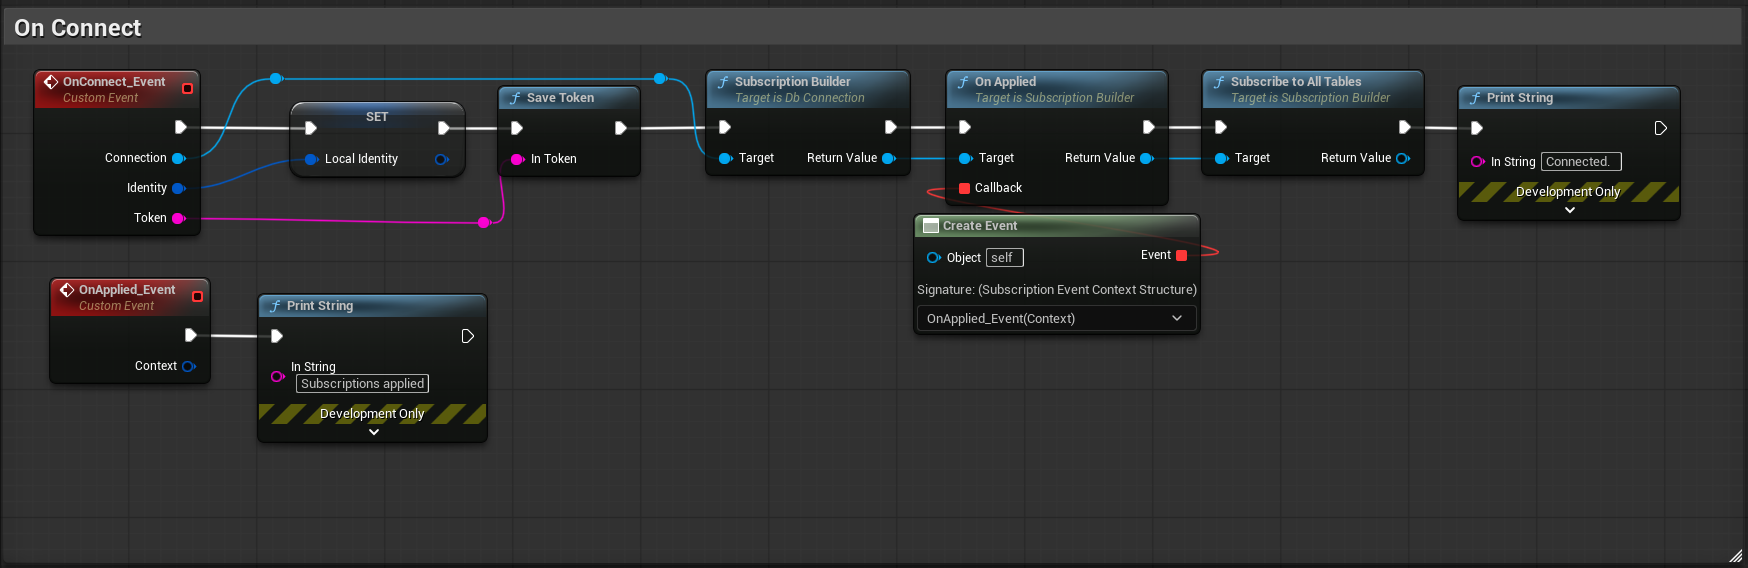 On Connect
OnConnect_Event
Custom Event
Connection
Identity
Token
SET
Local Identity
Save Token
In Token
Subscription Builder
Target is Db Connection
Target
Return Value
On Applied
Target is Subscription Builder
Target
Return Value
Callback
Subscribe to All Tables
Target is Subscription Builder
Target
Return Value
Print String
In String
Connected.
Development Only
Create Event
Object
self
Event
Signature: (Subscription Event Context Structure)
OnApplied_Event(Context)
OnApplied_Event
Custom Event
Context
Print String
In String
Subscriptions applied
Development Only